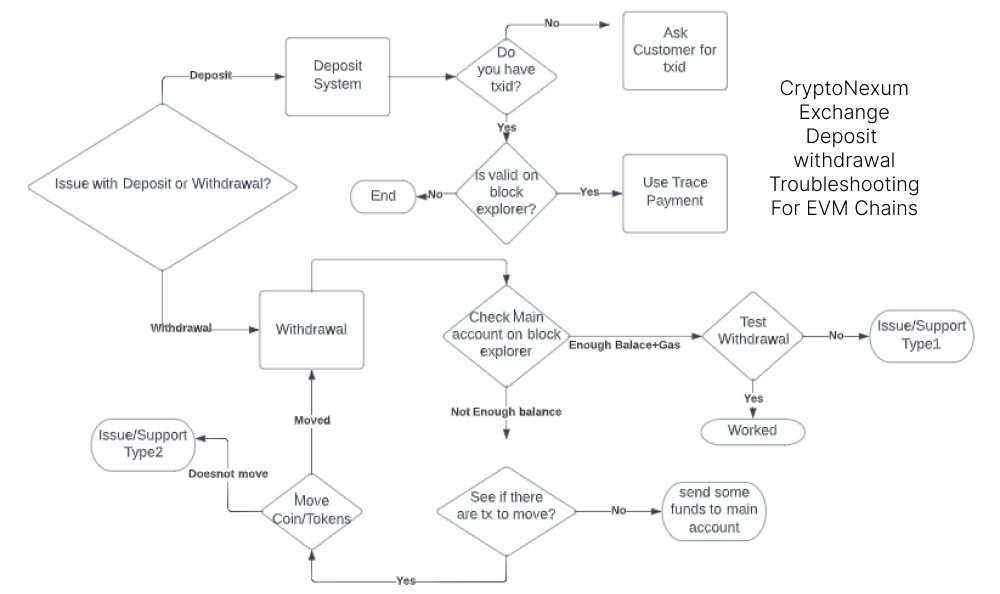 No
Ask
Customer for
txid
Do
you have
txid?
Deposit
Deposit
System
CryptoNexum
Exchange
Deposit
withdrawal
Troubleshooting
For EVM Chains
Yes
Issue with Deposit or Withdrawal?
End
No
is valid on
block
explorer?
Yes
Use Trace
Payment
Withdrawal
Withdrawal
Check Main
account on block
explorer
Enough Balace+Gas
Test
Withdrawal
No
Issue/Support
Type1
Yes
Worked
Not Enough balance
Moved
Issue/Support
Type2
Doesnot move
Move
Coin/Tokens
See if there
are tx to move?
No
send some
funds to main
account
Yes